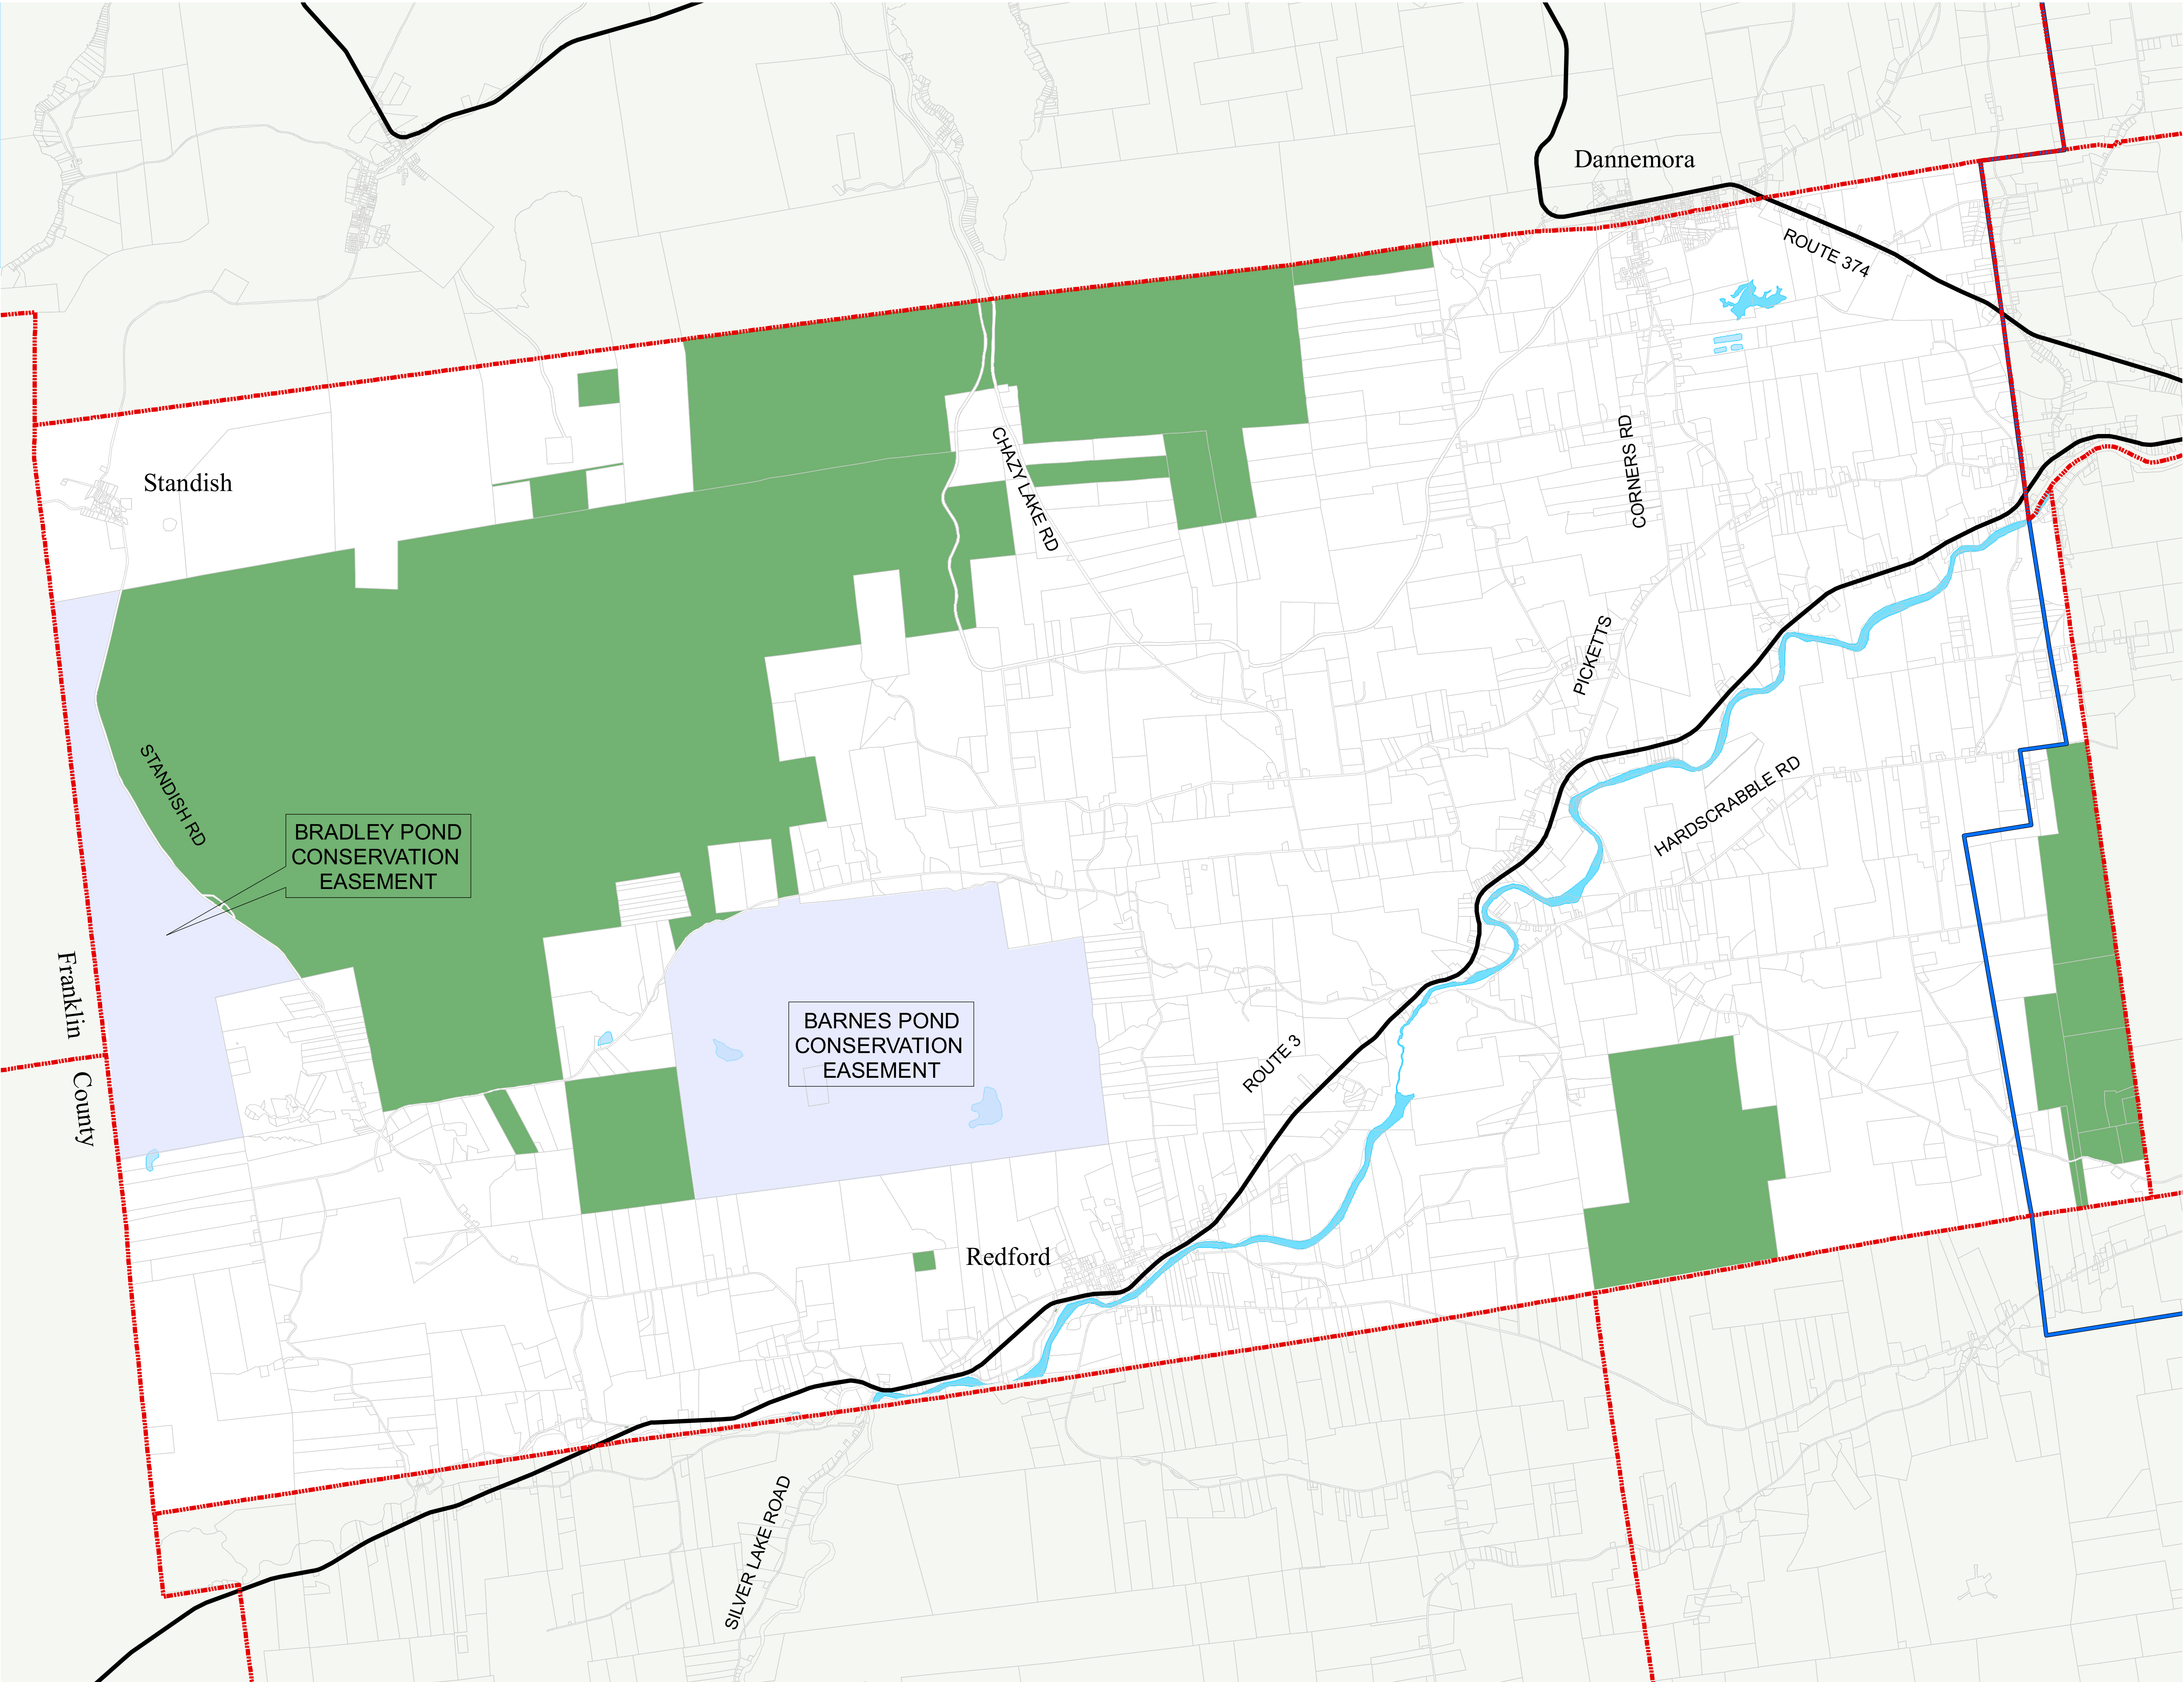 Dannemora
ROUTE 374
Standish
CHAZY LAKE RD
CORNERS RD
PICKETTS
STANDISH RD
HARDSCRABBLE RD
BRADLEY POND
CONSERVATION
EASEMENT
Franklin
County
BARNES POND
CONSERVATION
EASEMENT
ROUTE 3
Redford
SILVER LAKE ROAD